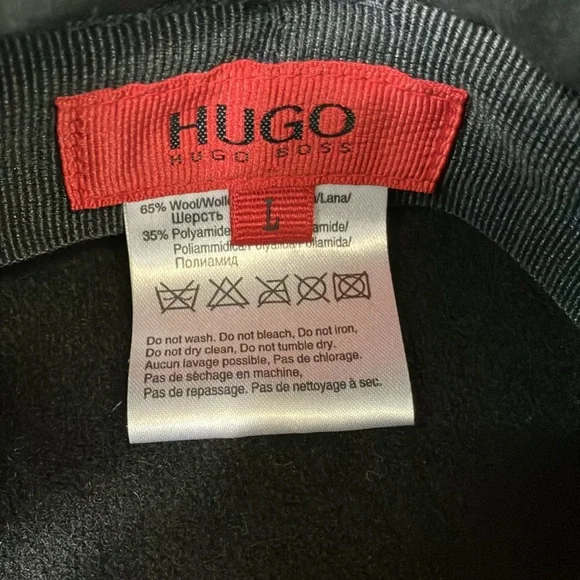 HUGO
HUGO BOSS
L
65% Wool/Woll /Lana/
Шерсть
35% Polyamide amide/
Poliammidica/Polyamida/Poliamida/
Полиамид
Do not wash. Do not bleach, Do not iron,
Do not dry clean, Do not tumble dry.
Aucun lavage possible, Pas de chlorage.
Pas de séchage en machine,
Pas de repassage. Pas de nettoyage à sec.